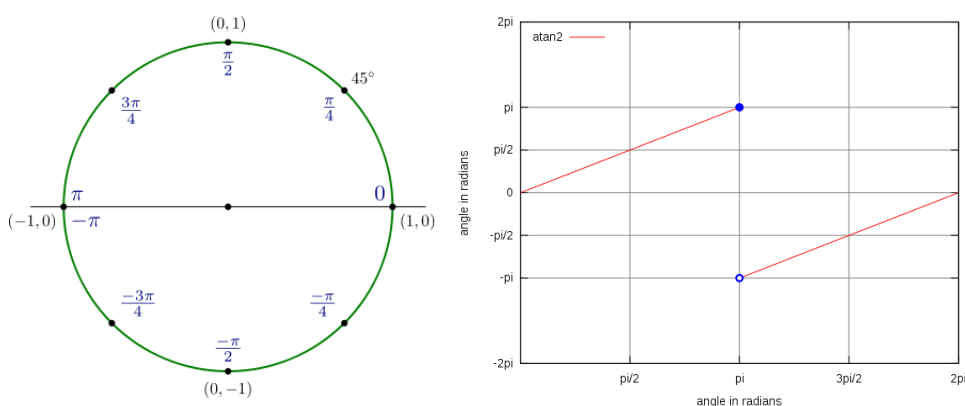 (0, 1)
π/2
45°
3π/4
π/4
π
0
(−1, 0)
−π
(1, 0)
−3π/4
−π/4
−π/2
(0, −1)
2pi
atan2
pi
pi/2
0
-pi/2
-pi
-2pi
angle in radians
pi/2
pi
3pi/2
2pi
angle in radians